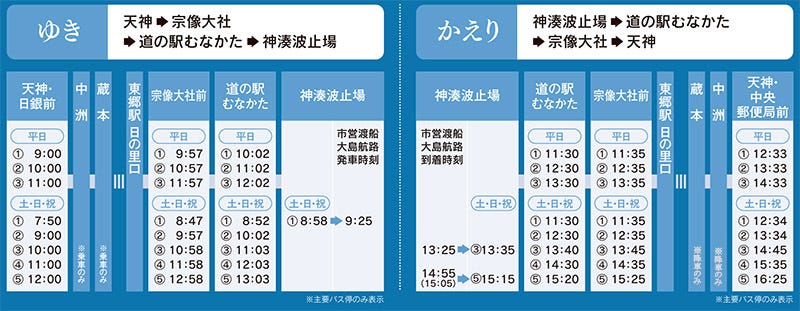 ゆき
天神➡宗像大社
➡道の駅むなかた➡神湊波止場
天神・
日銀前
平日
① 9:00
② 10:00
③ 11:00
土・日・祝
① 7:50
② 9:00
③ 10:00
④ 11:00
⑤ 12:00
中洲
※乗車のみ
蔵本
※乗車のみ
東郷駅 日の里口
宗像大社前
平日
① 9:57
② 10:57
③ 11:57
土・日・祝
① 8:47
② 9:57
③ 10:58
④ 11:58
⑤ 12:58
道の駅
むなかた
平日
① 10:02
② 11:02
③ 12:02
土・日・祝
① 8:52
② 10:02
③ 11:03
④ 12:03
⑤ 13:03
神湊波止場
市営渡船
大島航路
発車時刻
① 8:58 ➡ 9:25
※主要バス停のみ表示
かえり
神湊波止場➡道の駅むなかた
➡宗像大社➡天神
神湊波止場
市営渡船
大島航路
到着時刻
土・日・祝
13:25 ➡ ③13:35
14:55
(15:05) ➡ ⑤15:15
道の駅
むなかた
平日
① 11:30
② 12:30
③ 13:30
土・日・祝
① 11:30
② 12:30
③ 13:40
④ 14:30
⑤ 15:20
宗像大社前
平日
① 11:35
② 12:35
③ 13:35
土・日・祝
① 11:35
② 12:35
③ 13:45
④ 14:35
⑤ 15:25
東郷駅 日の里口
蔵本
※降車のみ
中洲
※降車のみ
天神・
中央
郵便局前
平日
① 12:33
② 13:33
③ 14:33
土・日・祝
① 12:34
② 13:34
③ 14:45
④ 15:35
⑤ 16:25
※主要バス停のみ表示